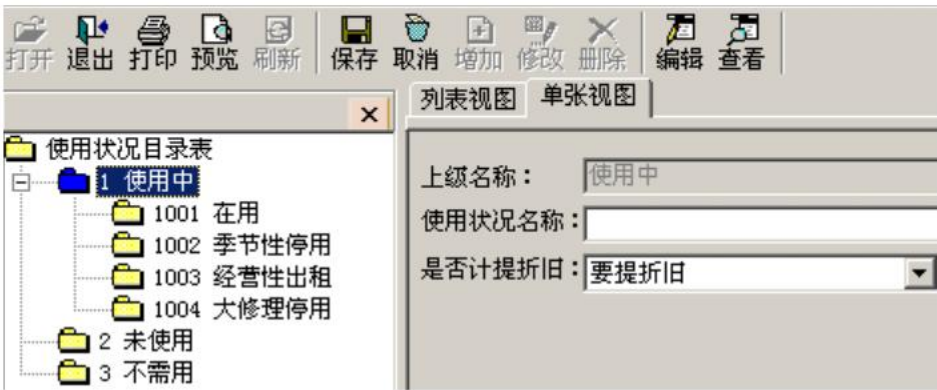 打开 退出 打印 预览 刷新 保存 取消 增加 修改 删除 编辑 查看
列表视图 单张视图
使用状况目录表
1 使用中
1001 在用
1002 季节性停用
1003 经营性出租
1004 大修理停用
2 未使用
3 不需用
上级名称： 使用中
使用状况名称：
是否计提折旧： 要提折旧